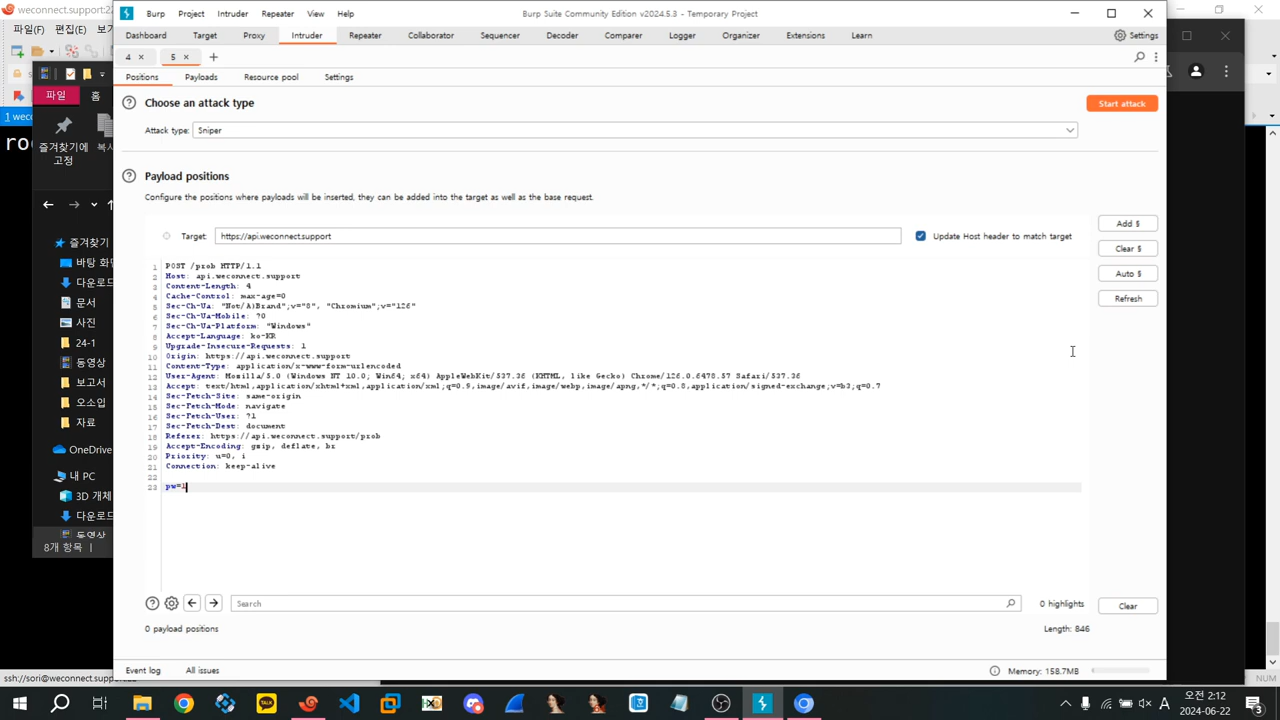 weconnect.support:22
Burp Project Intruder Repeater View Help
Burp Suite Community Edition v2024.5.3 - Temporary Project
파일(F) 편집(E)
Dashboard Target Proxy Intruder Repeater Collaborator Sequencer Decoder Comparer Logger Organizer Extensions Learn
Settings
4 × 5 × +
Positions Payloads Resource pool Settings
파일 홈
Choose an attack type
Start attack
1
Attack type: Sniper
즐겨찾기에
고정
Payload positions
Configure the positions where payloads will be inserted, they can be added into the target as well as the base request.
Target: https://api.weconnect.support
Update Host header to match target
Add §
Clear §
Auto §
Refresh
1 POST /prob HTTP/1.1
2 Host: api.weconnect.support
3 Content-Length: 4
4 Cache-Control: max-age=0
5 Sec-Ch-Ua: "Not/A)Brand";v="8", "Chromium";v="126"
6 Sec-Ch-Ua-Mobile: ?0
7 Sec-Ch-Ua-Platform: "Windows"
8 Accept-Language: ko-KR
9 Upgrade-Insecure-Requests: 1
10 Origin: https://api.weconnect.support
11 Content-Type: application/x-www-form-urlencoded
12 User-Agent: Mozilla/5.0 (Windows NT 10.0; Win64; x64) AppleWebKit/537.36 (KHTML, like Gecko) Chrome/126.0.6478.57 Safari/537.36
13 Accept: text/html,application/xhtml+xml,application/xml;q=0.9,image/avif,image/webp,image/apng,*/*;q=0.8,application/signed-exchange;v=b3;q=0.7
14 Sec-Fetch-Site: same-origin
15 Sec-Fetch-Mode: navigate
16 Sec-Fetch-User: ?1
17 Sec-Fetch-Dest: document
18 Referer: https://api.weconnect.support/prob
19 Accept-Encoding: gzip, deflate, br
20 Priority: u=0, i
21 Connection: keep-alive
22
23 pw=1
즐겨찾기
바탕 화면
다운로드
문서
사진
24-1
동영상
보고서
오소입
자료
OneDrive
내 PC
3D 개체
다운로드
동영상
8개 항목
Search
0 highlights
Clear
0 payload positions
Length: 846
Event log All issues
Memory: 158.7MB
ssh://sori@weconnect.support:22
NUM
A
오전 2:12
2024-06-22
3